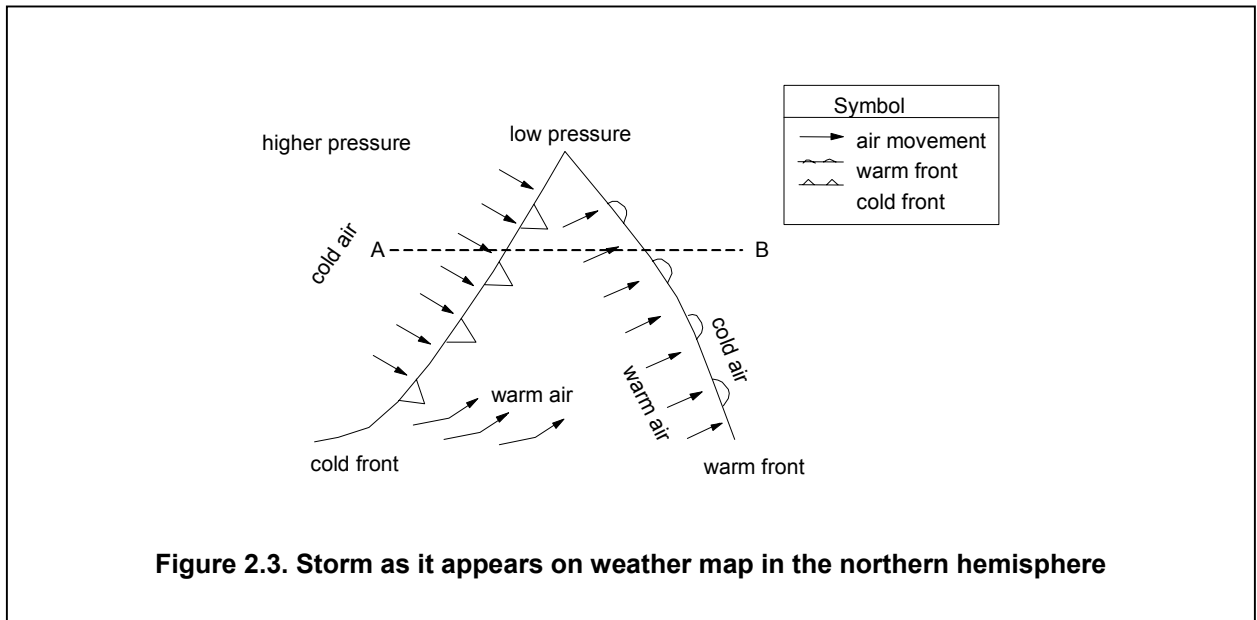 Symbol
air movement
warm front
cold front
low pressure
higher pressure
cold air
A
B
cold air
warm air
warm air
cold front
warm front
Figure 2.3. Storm as it appears on weather map in the northern hemisphere